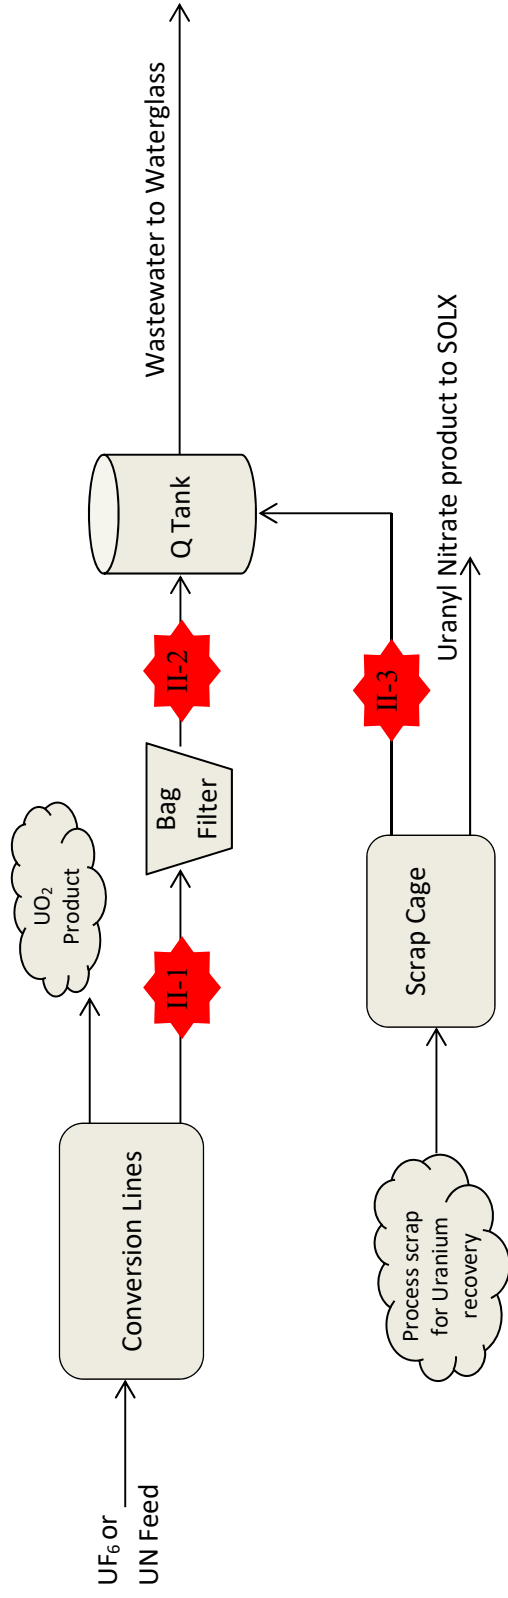 UF₆ or
UN Feed
Conversion Lines
UO₂
Product
II-1
Bag
Filter
II-2
Q Tank
Wastewater to Waterglass
Process scrap
for Uranium
recovery
Scrap Cage
II-3
Uranyl Nitrate product to SOLX